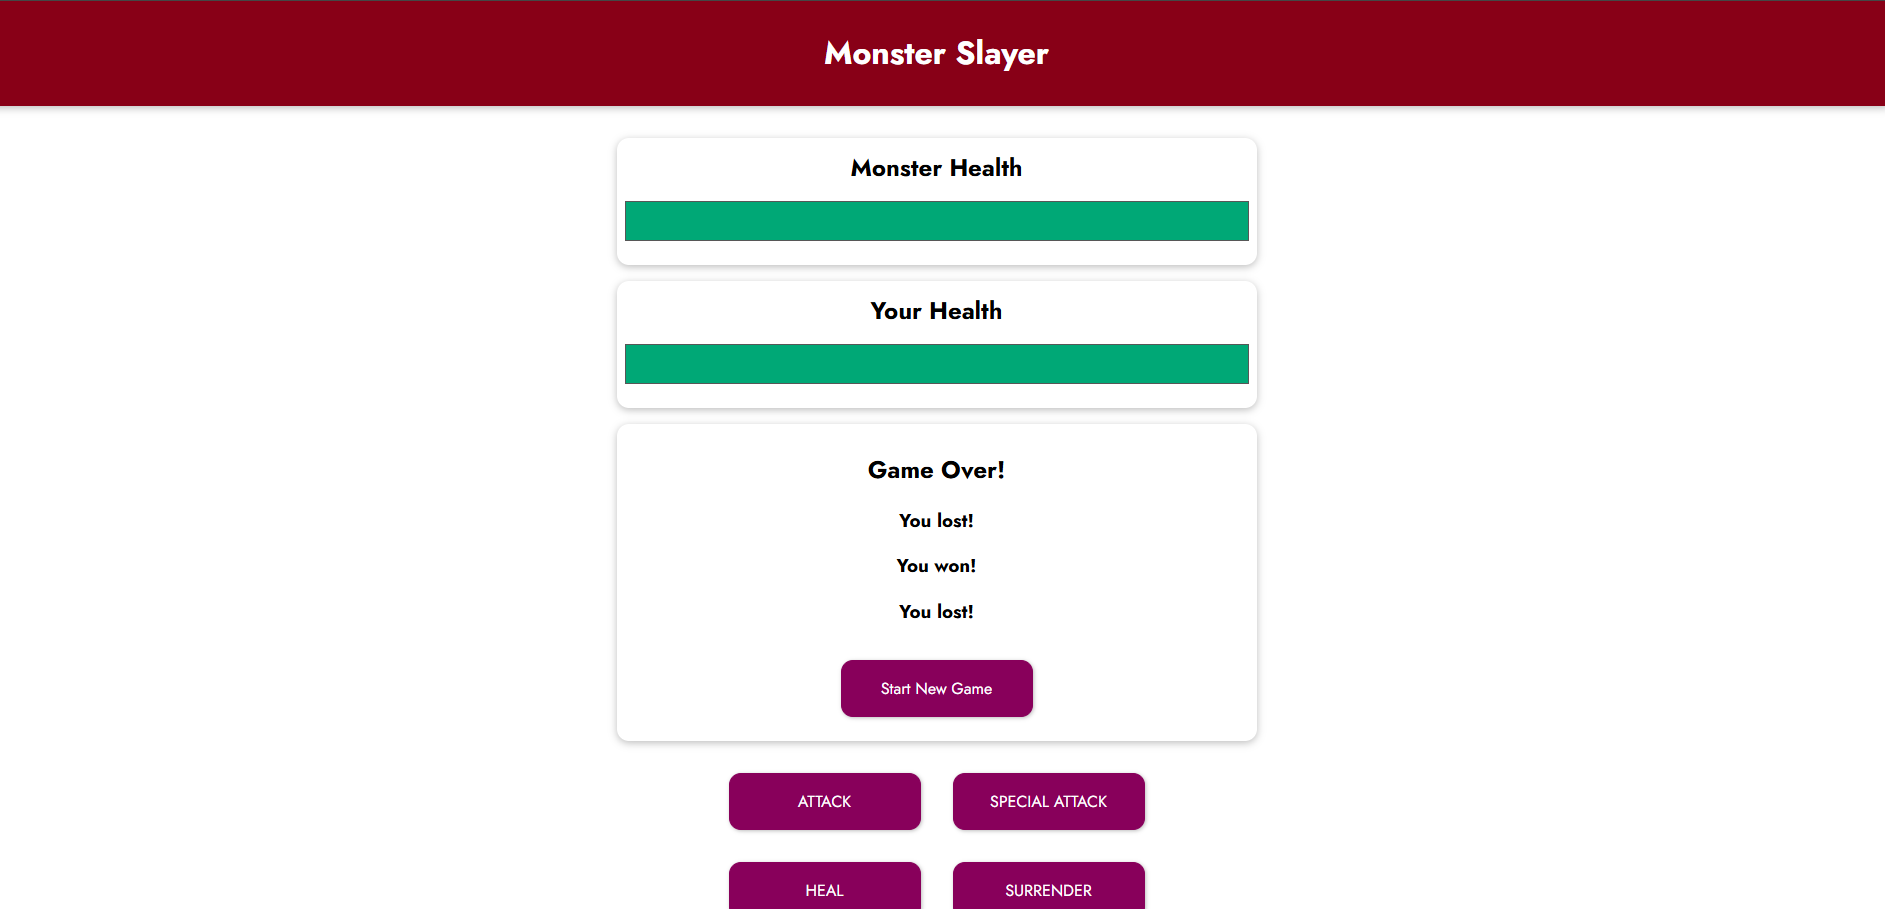 Monster Slayer
Monster Health
Your Health
Game Over!
You lost!
You won!
You lost!
Start New Game
ATTACK
SPECIAL ATTACK
HEAL
SURRENDER